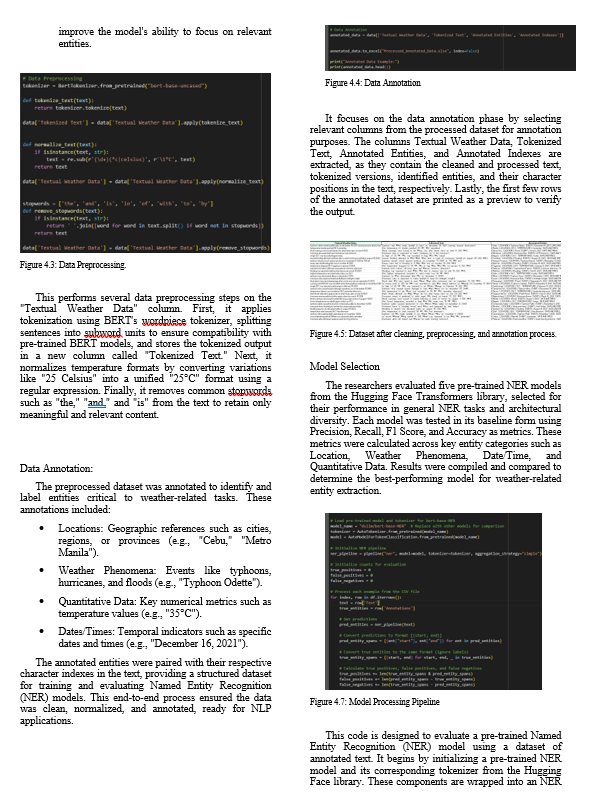 improve the model's ability to focus on relevant
entities.
# Data Preprocessing
tokenizer = BertTokenizer.from_pretrained("bert-base-uncased")
def tokenize_text(text):
return tokenizer.tokenize(text)
data['Tokenized Text'] = data['Textual Weather Data'].apply(tokenize_text)
def normalize_text(text):
if isinstance(text, str):
return text
data['Textual Weather Data'] = data['Textual Weather Data'].apply(normalize_text)
stopwords = ['the', 'and', 'is', 'in', 'of', 'with', 'to', 'by']
def remove_stopwords(text):
if isinstance(text, str):
return ' '.join([word for word in text.split() if word not in stopwords])
return text
data['Textual Weather Data'] = data['Textual Weather Data'].apply(remove_stopwords)
Figure 4.3: Data Preprocessing.
This performs several data preprocessing steps on the
"Textual Weather Data" column. First, it applies
tokenization using BERT's wordpiece tokenizer, splitting
sentences into subword units to ensure compatibility with
pre-trained BERT models, and stores the tokenized output
in a new column called "Tokenized Text." Next, it
normalizes temperature formats by converting variations
like "25 Celsius" into a unified "25°C" format using a
regular expression. Finally, it removes common stopwords
such as "the," "and," and "is" from the text to retain only
meaningful and relevant content.
Data Annotation:
The preprocessed dataset was annotated to identify and
label entities critical to weather-related tasks. These
annotations included:
• Locations: Geographic references such as cities,
regions, or provinces (e.g., "Cebu," "Metro
Manila").
• Weather Phenomena: Events like typhoons,
hurricanes, and floods (e.g., "Typhoon Odette").
• Quantitative Data: Key numerical metrics such as
temperature values (e.g., "35°C").
• Dates/Times: Temporal indicators such as specific
dates and times (e.g., "December 16, 2021").
The annotated entities were paired with their respective
character indexes in the text, providing a structured dataset
for training and evaluating Named Entity Recognition
(NER) models. This end-to-end process ensured the data
was clean, normalized, and annotated, ready for NLP
applications.
# Data Annotation
annotated_data = data[['Textual Weather Data', 'Tokenized Text', 'Annotated Entities', 'Annotated Indexes']]
annotated_data.to_excel("Processed_Annotated_Data.xlsx", index=False)
print("Annotated Data Example:")
print(annotated_data.head())
Figure 4.4: Data Annotation
It focuses on the data annotation phase by selecting
relevant columns from the processed dataset for annotation
purposes. The columns Textual Weather Data, Tokenized
Text, Annotated Entities, and Annotated Indexes are
extracted, as they contain the cleaned and processed text,
tokenized versions, identified entities, and their character
positions in the text, respectively. Lastly, the first few rows
of the annotated dataset are printed as a preview to verify
the output.
Figure 4.5: Dataset after cleaning, preprocessing, and annotation process.
Model Selection
The researchers evaluated five pre-trained NER models
from the Hugging Face Transformers library, selected for
their performance in general NER tasks and architectural
diversity. Each model was tested in its baseline form using
Precision, Recall, F1 Score, and Accuracy as metrics. These
metrics were calculated across key entity categories such as
Location, Weather Phenomena, Date/Time, and
Quantitative Data. Results were compiled and compared to
determine the best-performing model for weather-related
entity extraction.
# Load pre-trained model and tokenizer for bert-base-NER
model_name = "dslim/bert-base-NER" # Replace with other models for comparison
tokenizer = AutoTokenizer.from_pretrained(model_name)
model = AutoModelForTokenClassification.from_pretrained(model_name)
# Initialize NER pipeline
ner_pipeline = pipeline("ner", model=model, tokenizer=tokenizer, aggregation_strategy="simple")
# Initialize counts for evaluation
true_positives = 0
false_positives = 0
false_negatives = 0
# Process each example from the CSV file
for index, row in df.iterrows():
text = row['Text']
true_entities = row['Annotations']
# Get predictions
pred_entities = ner_pipeline(text)
# Convert predictions to format [(start, end)]
pred_entity_spans = {(ent["start"], ent["end"]) for ent in pred_entities}
# Convert true entities to the same format (ignore labels)
true_entity_spans = {(start, end) for start, end, _ in true_entities}
# Calculate true positives, false positives, and false negatives
true_positives += len(true_entity_spans & pred_entity_spans)
false_positives += len(pred_entity_spans - true_entity_spans)
false_negatives += len(true_entity_spans - pred_entity_spans)
Figure 4.7: Model Processing Pipeline
This code is designed to evaluate a pre-trained Named
Entity Recognition (NER) model using a dataset of
annotated text. It begins by initializing a pre-trained NER
model and its corresponding tokenizer from the Hugging
Face library. These components are wrapped into an NER